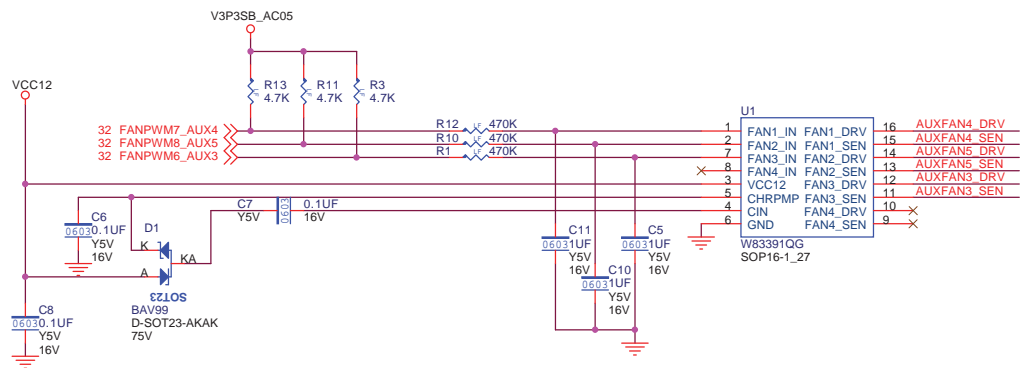 V3P3SB_AC05
VCC12
R13
4.7K
R11
4.7K
R3
4.7K
32 FANPWM7_AUX4
32 FANPWM8_AUX5
32 FANPWM6_AUX3
R12 LF 470K
R10 LF 470K
R1 LF 470K
U1
1 FAN1_IN FAN1_DRV 16 AUXFAN4_DRV
2 FAN2_IN FAN1_SEN 15 AUXFAN4_SEN
7 FAN3_IN FAN2_DRV 14 AUXFAN5_DRV
8 FAN4_IN FAN2_SEN 13 AUXFAN5_SEN
3 VCC12 FAN3_DRV 12 AUXFAN3_DRV
5 CHRPMP FAN3_SEN 11 AUXFAN3_SEN
4 CIN FAN4_DRV 10
6 GND FAN4_SEN 9
W83391QG
SOP16-1_27
C7
Y5V
0603
0.1UF
16V
C6
0603
0.1UF
Y5V
16V
D1
K
A
KA
SOT23
BAV99
D-SOT23-AKAK
75V
C8
0603
0.1UF
Y5V
16V
C11
0603
1UF
Y5V
16V
C10
0603
1UF
Y5V
16V
C5
0603
1UF
Y5V
16V